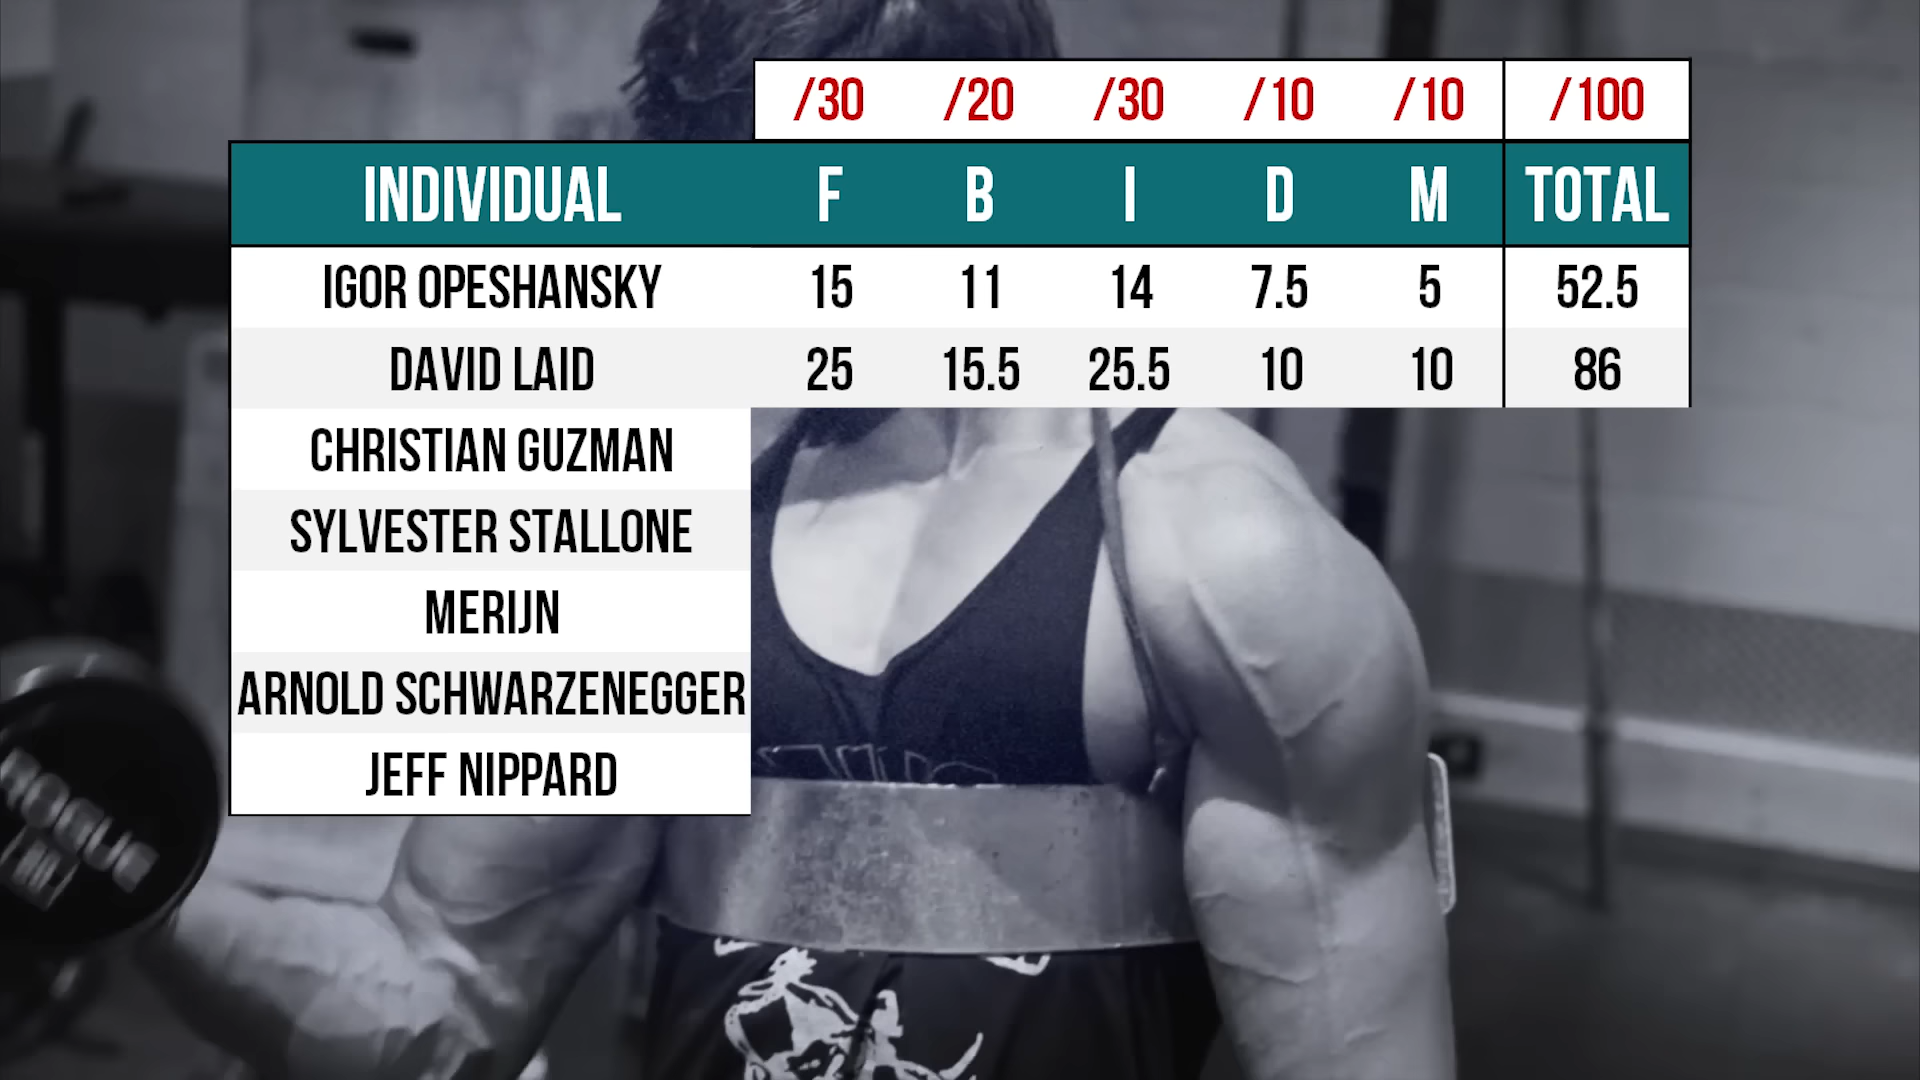 /30 /20 /30 /10 /10 /100
INDIVIDUAL F B I D M TOTAL
IGOR OPESHANSKY 15 11 14 7.5 5 52.5
DAVID LAID 25 15.5 25.5 10 10 86
CHRISTIAN GUZMAN
SYLVESTER STALLONE
MERIJN
ARNOLD SCHWARZENEGGER
JEFF NIPPARD
ROGUE